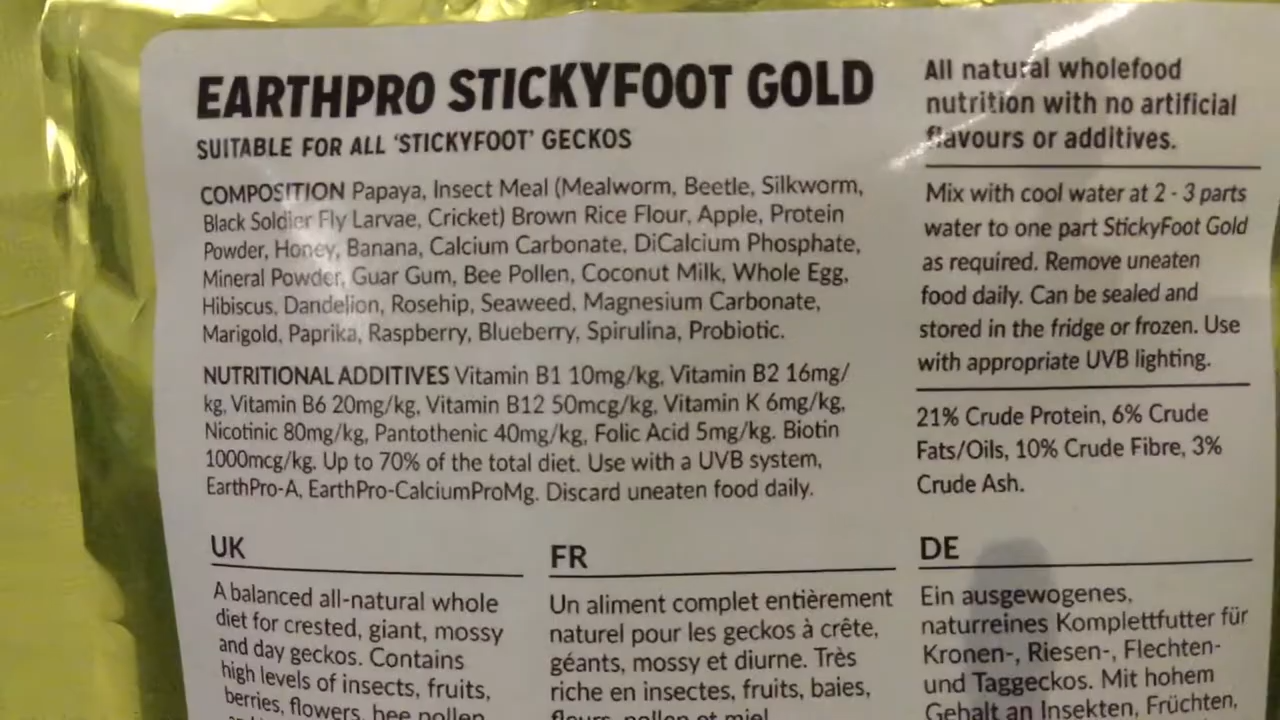 EARTHPRO STICKYFOOT GOLD
SUITABLE FOR ALL ‘STICKYFOOT’ GECKOS
COMPOSITION Papaya, Insect Meal (Mealworm, Beetle, Silkworm,
Black Soldier Fly Larvae, Cricket) Brown Rice Flour, Apple, Protein
Powder, Honey, Banana, Calcium Carbonate, DiCalcium Phosphate,
Mineral Powder, Guar Gum, Bee Pollen, Coconut Milk, Whole Egg,
Hibiscus, Dandelion, Rosehip, Seaweed, Magnesium Carbonate,
Marigold, Paprika, Raspberry, Blueberry, Spirulina, Probiotic.
NUTRITIONAL ADDITIVES Vitamin B1 10mg/kg, Vitamin B2 16mg/
kg, Vitamin B6 20mg/kg, Vitamin B12 50mcg/kg, Vitamin K 6mg/kg,
Nicotinic 80mg/kg, Pantothenic 40mg/kg, Folic Acid 5mg/kg. Biotin
1000mcg/kg. Up to 70% of the total diet. Use with a UVB system,
EarthPro-A, EarthPro-CalciumProMg. Discard uneaten food daily.
All natural wholefood
nutrition with no artificial
flavours or additives.
Mix with cool water at 2 - 3 parts
water to one part StickyFoot Gold
as required. Remove uneaten
food daily. Can be sealed and
stored in the fridge or frozen. Use
with appropriate UVB lighting.
21% Crude Protein, 6% Crude
Fats/Oils, 10% Crude Fibre, 3%
Crude Ash.
UK
A balanced all-natural whole
diet for crested, giant, mossy
and day geckos. Contains
high levels of insects, fruits,
berries, flowers, bee pollen
FR
Un aliment complet entièrement
naturel pour les geckos à crête,
géants, mossy et diurne. Très
riche en insectes, fruits, baies,
fleurs, pollen et miel
DE
Ein ausgewogenes,
naturreines Komplettfutter für
Kronen-, Riesen-, Flechten-
und Taggeckos. Mit hohem
Gehalt an Insekten, Früchten,